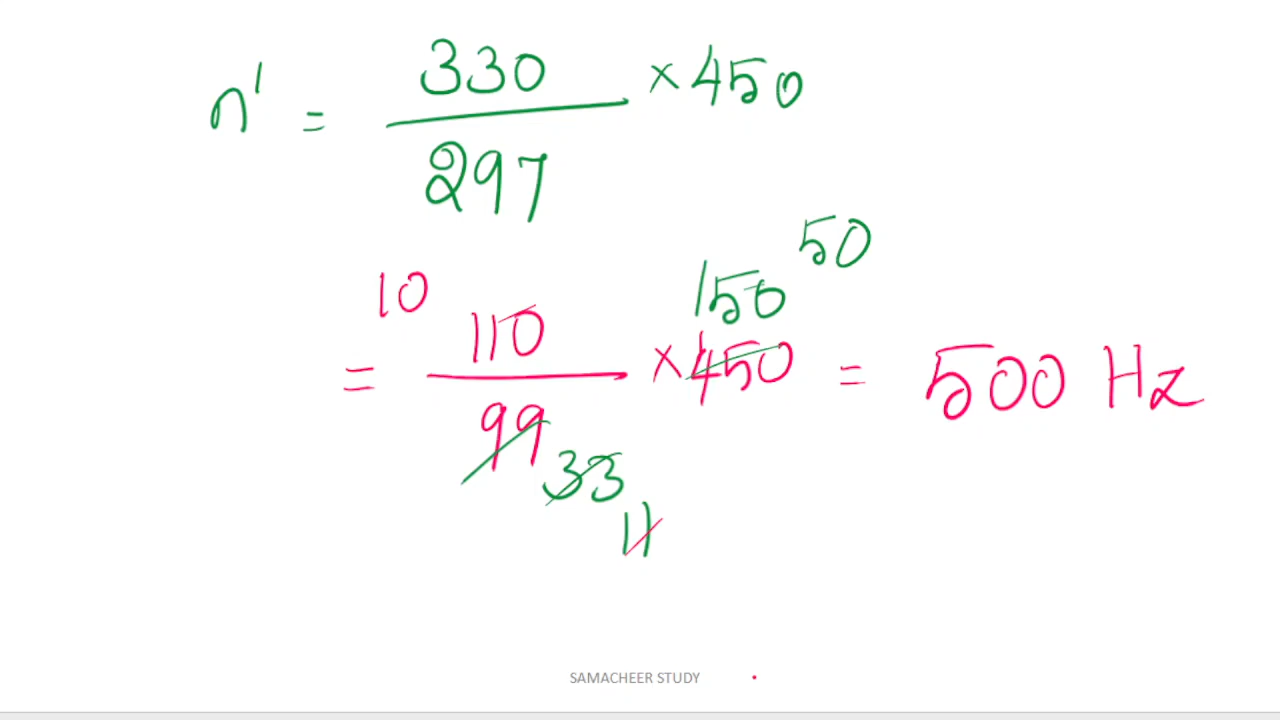 n' = 330/297 ×450
50
150
10
= 110/99 ×450 = 500 Hz
33
11
SAMACHEER STUDY